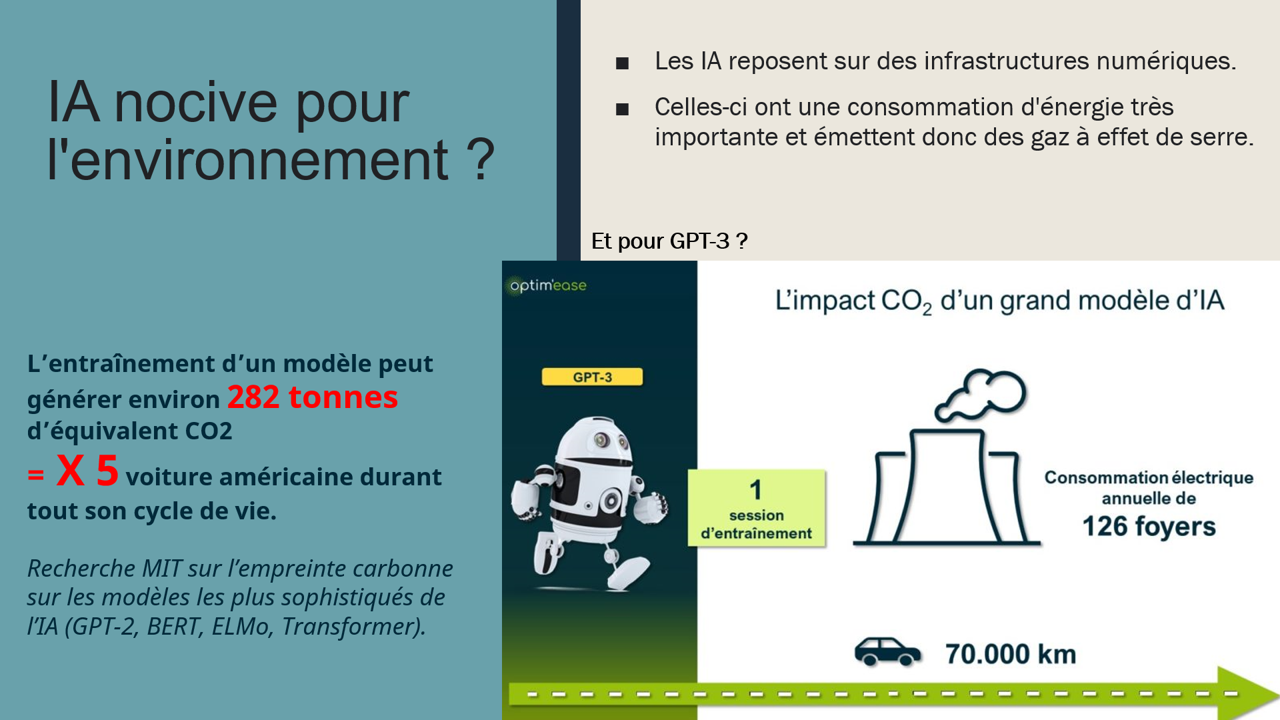 IA nocive pour
l'environnement ?
■ Les IA reposent sur des infrastructures numériques.
■ Celles-ci ont une consommation d'énergie très
importante et émettent donc des gaz à effet de serre.
Et pour GPT-3 ?
L’entraînement d’un modèle peut
générer environ 282 tonnes
d’équivalent CO2
= X 5 voiture américaine durant
tout son cycle de vie.
Recherche MIT sur l’empreinte carbonne
sur les modèles les plus sophistiqués de
l’IA (GPT-2, BERT, ELMo, Transformer).
optim'ease
L’impact CO₂ d’un grand modèle d’IA
GPT-3
1
session
d’entraînement
Consommation électrique
annuelle de
126 foyers
70.000 km